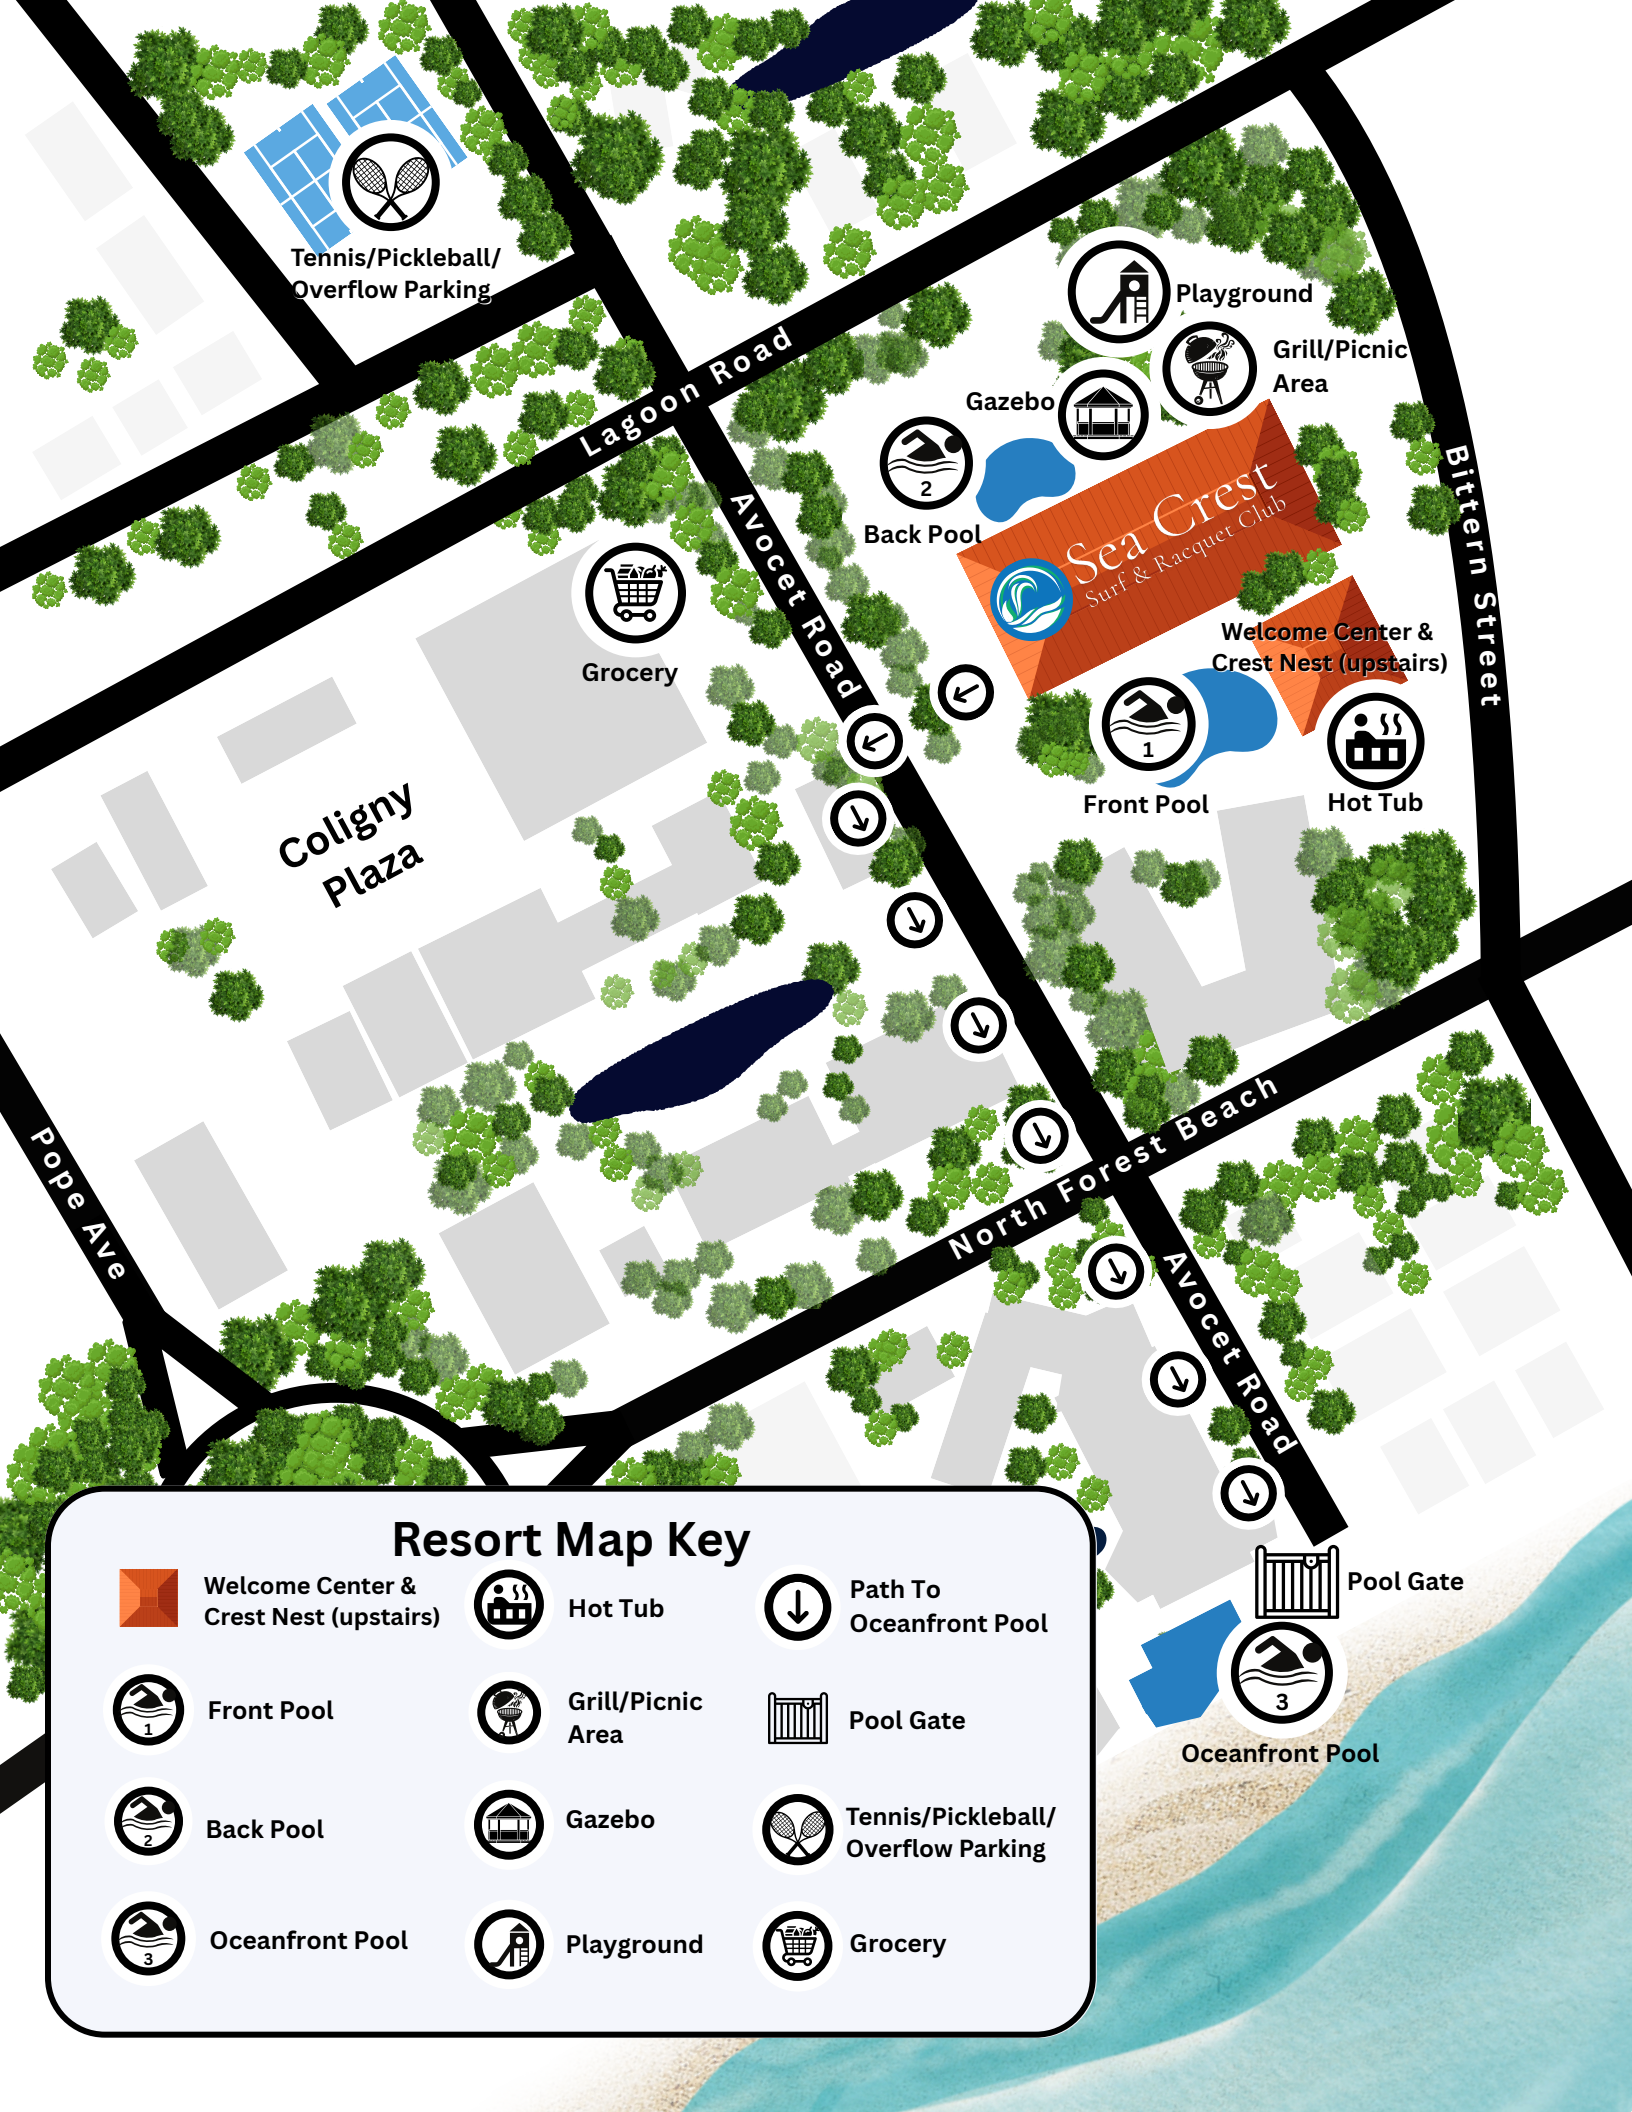 Tennis/Pickleball/
Overflow Parking
Lagoon Road
Playground
Grill/Picnic
Area
Gazebo
2
Back Pool
Sea Crest
Surf & Racquet Club
Bittern Street
Avocet Road
Grocery
Welcome Center &
Crest Nest (upstairs)
1
Front Pool
Hot Tub
Coligny
Plaza
Pope Ave
North Forest Beach
Avocet Road
Pool Gate
3
Oceanfront Pool
Resort Map Key
Welcome Center &
Crest Nest (upstairs)
1
Front Pool
2
Back Pool
3
Oceanfront Pool
Hot Tub
Grill/Picnic
Area
Gazebo
Playground
Path To
Oceanfront Pool
Pool Gate
Tennis/Pickleball/
Overflow Parking
Grocery